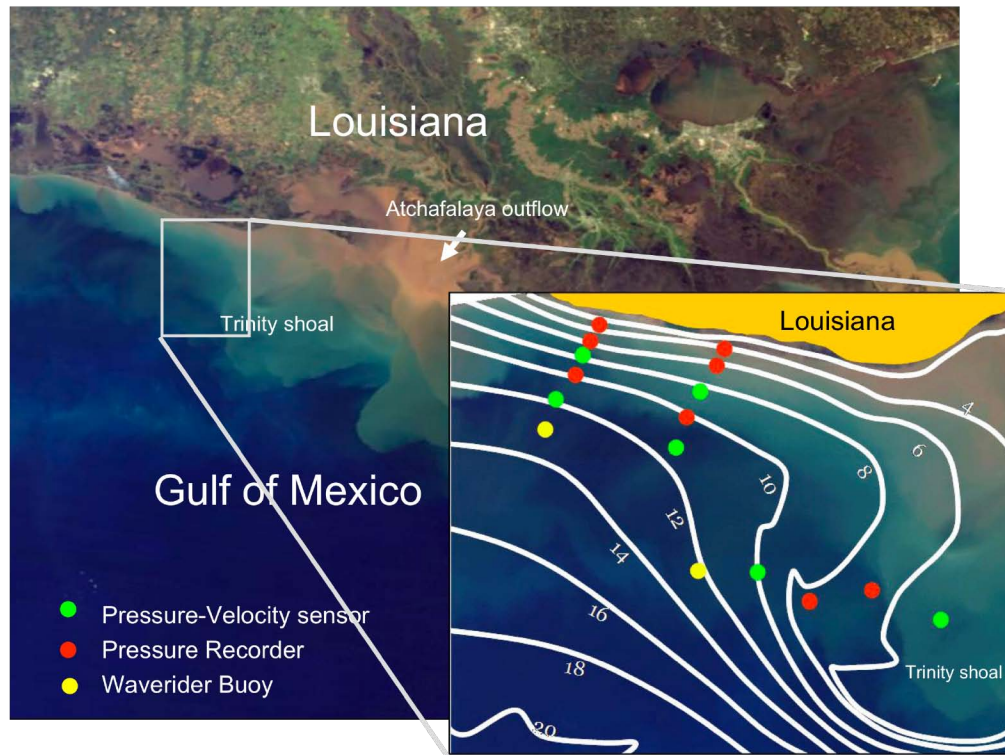 Louisiana
Atchafalaya outflow
Trinity shoal
Gulf of Mexico
Pressure-Velocity sensor
Pressure Recorder
Waverider Buoy
Louisiana
4
6
8
10
12
14
16
18
20
Trinity shoal